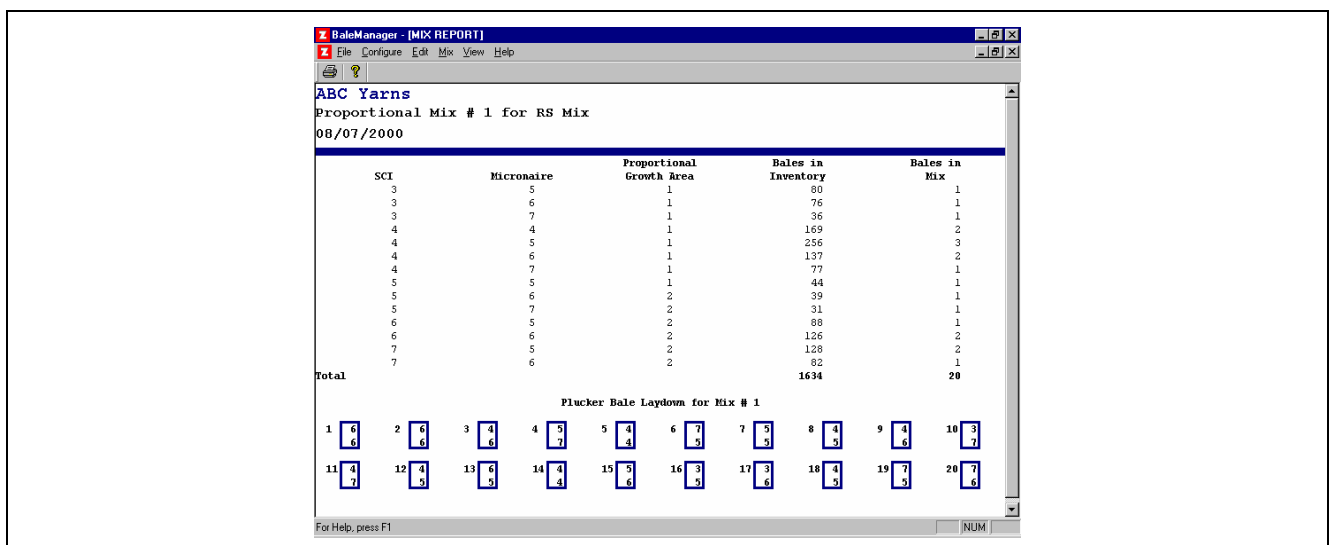 Z BaleManager - [MIX REPORT]
Z File Configure Edit Mix View Help
ABC Yarns
Proportional Mix # 1 for RS Mix
08/07/2000
Proportional Bales in Bales in
SCI Micronaire Growth Area Inventory Mix
3 5 1 80 1
3 6 1 76 1
3 7 1 36 1
4 4 1 169 2
4 5 1 256 3
4 6 1 137 2
4 7 1 77 1
5 5 1 44 1
5 6 2 39 1
5 7 2 31 1
6 5 2 88 1
6 6 2 126 2
7 5 2 128 2
7 6 2 82 1
Total 1634 20
Plucker Bale Laydown for Mix # 1
1 6 2 6 3 4 4 5 5 4 6 7 7 5 8 4 9 4 10 3
6 6 6 7 4 5 5 5 6 7
11 4 12 4 13 6 14 4 15 5 16 3 17 3 18 4 19 7 20 7
7 5 5 4 6 5 6 5 5 6
For Help, press F1 NUM